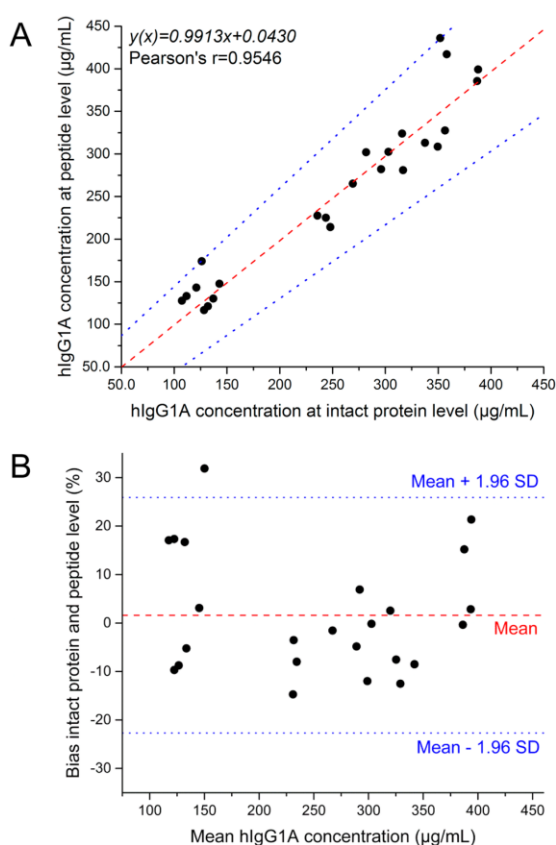 A
y(x)=0.9913x+0.0430
Pearson's r=0.9546
hIgG1A concentration at peptide level (µg/mL)
450
400
350
300
250
200
150
100
50.0
50.0 100 150 200 250 300 350 400 450
hIgG1A concentration at intact protein level (µg/mL)
B
Bias intact protein and peptide level (%)
30
20
10
0
-10
-20
-30
Mean + 1.96 SD
Mean
Mean - 1.96 SD
100 150 200 250 300 350 400 450
Mean hIgG1A concentration (µg/mL)